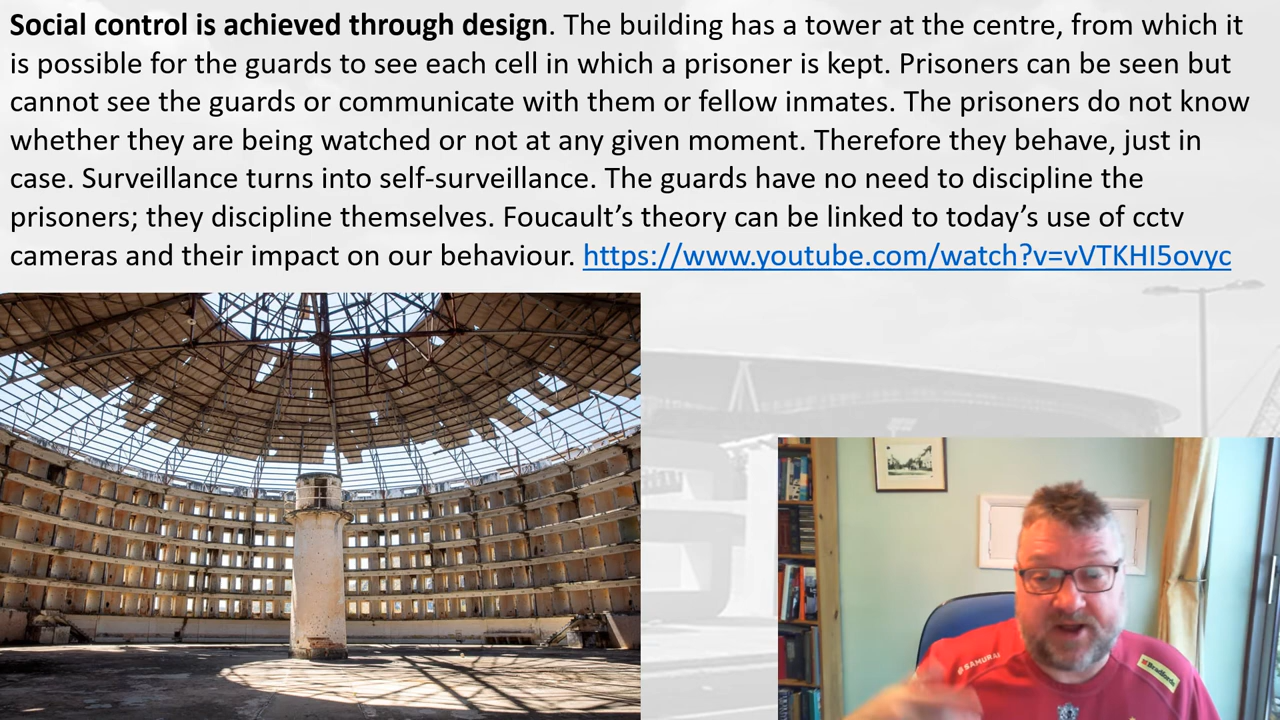 Social control is achieved through design. The building has a tower at the centre, from which it
is possible for the guards to see each cell in which a prisoner is kept. Prisoners can be seen but
cannot see the guards or communicate with them or fellow inmates. The prisoners do not know
whether they are being watched or not at any given moment. Therefore they behave, just in
case. Surveillance turns into self-surveillance. The guards have no need to discipline the
prisoners; they discipline themselves. Foucault’s theory can be linked to today’s use of cctv
cameras and their impact on our behaviour. https://www.youtube.com/watch?v=vVTKHI5ovyc
SAMURAI
Bradfords